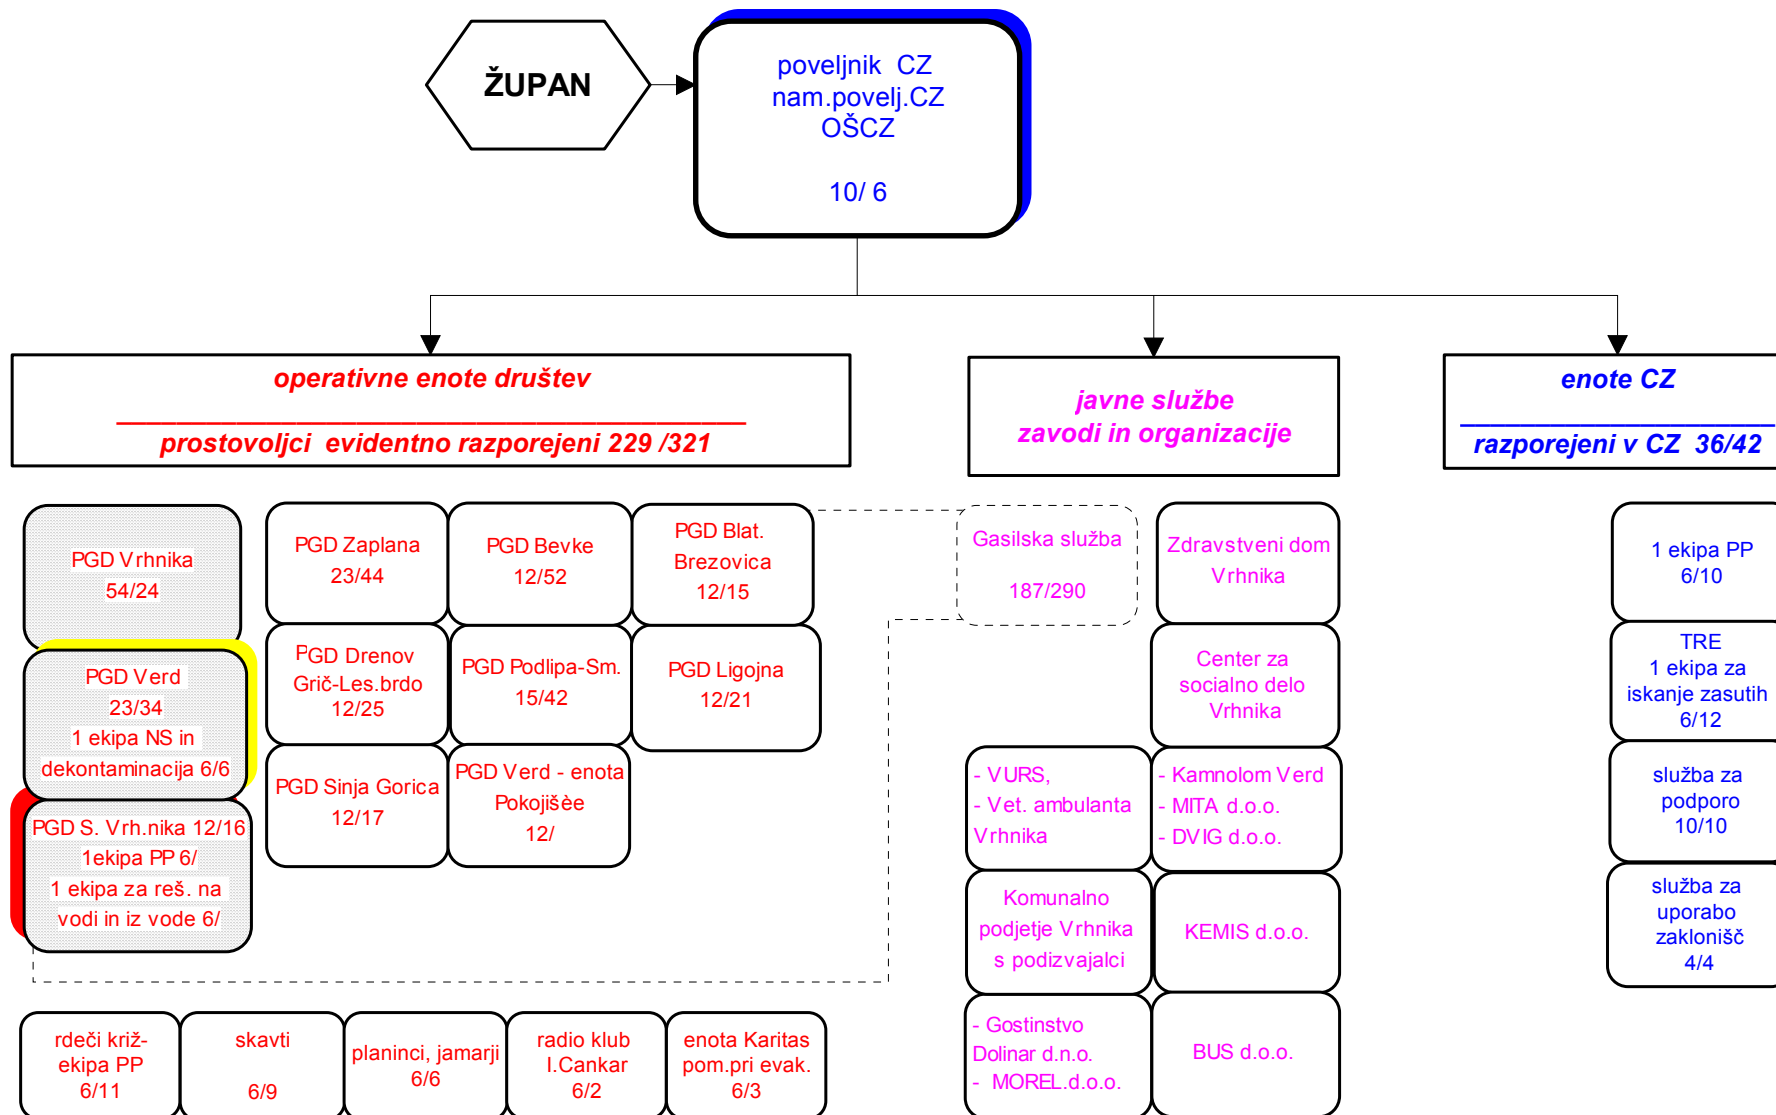 ŽUPAN
poveljnik CZ
nam.povelj.CZ
OŠCZ
10/ 6
operativne enote društev
prostovoljci evidentno razporejeni 229 /321
javne službe
zavodi in organizacije
enote CZ
razporejeni v CZ 36/42
PGD Vrhnika
54/24
PGD Zaplana
23/44
PGD Bevke
12/52
PGD Blat.
Brezovica
12/15
PGD Verd
23/34
1 ekipa NS in
dekontaminacija 6/6
PGD Drenov
Grič-Les.brdo
12/25
PGD Podlipa-Sm.
15/42
PGD Ligojna
12/21
PGD S. Vrh.nika 12/16
1ekipa PP 6/
1 ekipa za reš. na
vodi in iz vode 6/
PGD Sinja Gorica
12/17
PGD Verd - enota
Pokojišèe
12/
rdeči križ-
ekipa PP
6/11
skavti
6/9
planinci, jamarji
6/6
radio klub
I.Cankar
6/2
enota Karitas
pom.pri evak.
6/3
Gasilska služba
187/290
Zdravstveni dom
Vrhnika
Center za
socialno delo
Vrhnika
- VURS,
- Vet. ambulanta
Vrhnika
- Kamnolom Verd
- MITA d.o.o.
- DVIG d.o.o.
Komunalno
podjetje Vrhnika
s podizvajalci
KEMIS d.o.o.
- Gostinstvo
Dolinar d.n.o.
- MOREL.d.o.o.
BUS d.o.o.
1 ekipa PP
6/10
TRE
1 ekipa za
iskanje zasutih
6/12
služba za
podporo
10/10
služba za
uporabo
zaklonišč
4/4